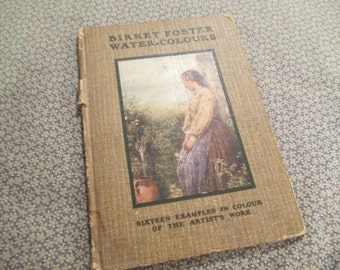 BIRKET FOSTER
WATER-COLOURS
SIXTEEN EXAMPLES IN COLOUR
OF THE ARTIST'S WORK